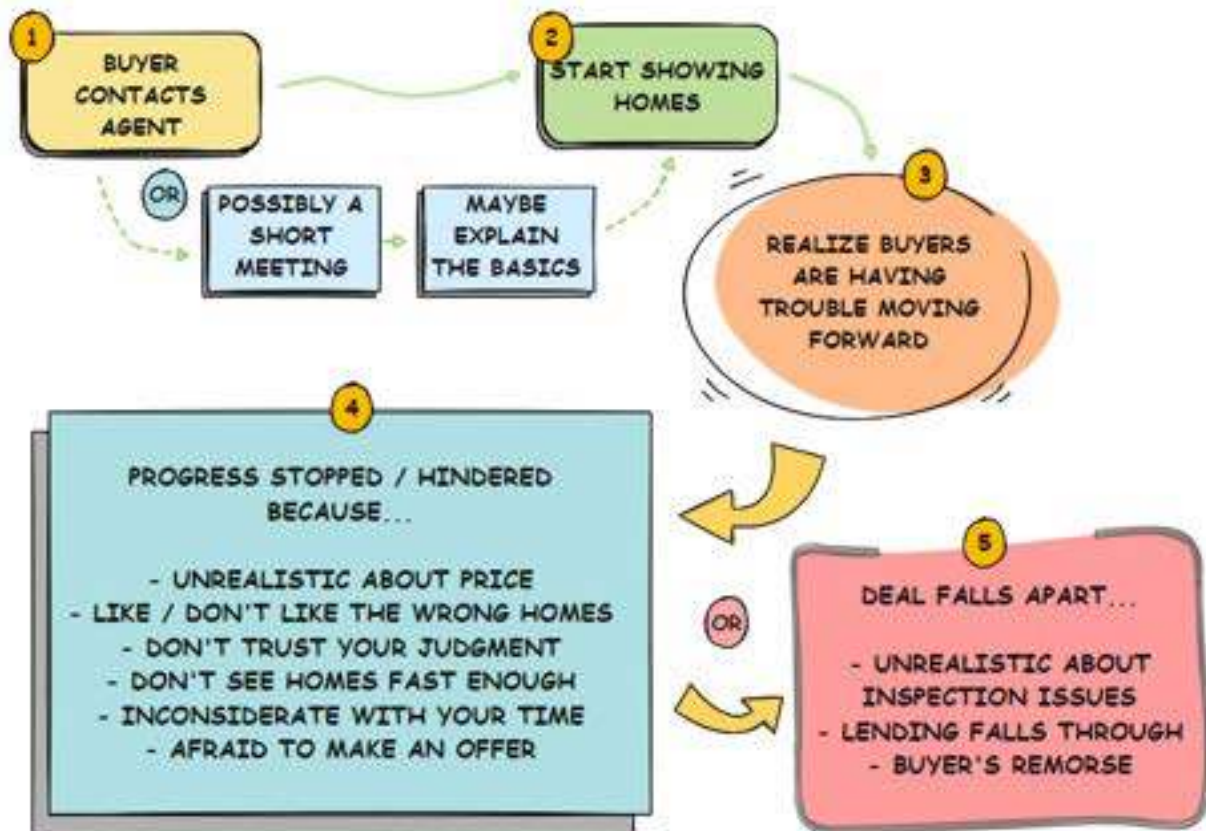 1
BUYER
CONTACTS
AGENT
2
START SHOWING
HOMES
OR
POSSIBLY A
SHORT
MEETING
MAYBE
EXPLAIN
THE BASICS
3
REALIZE BUYERS
ARE HAVING
TROUBLE MOVING
FORWARD
4
PROGRESS STOPPED / HINDERED
BECAUSE...
- UNREALISTIC ABOUT PRICE
- LIKE / DON'T LIKE THE WRONG HOMES
- DON'T TRUST YOUR JUDGMENT
- DON'T SEE HOMES FAST ENOUGH
- INCONSIDERATE WITH YOUR TIME
- AFRAID TO MAKE AN OFFER
OR
5
DEAL FALLS APART...
- UNREALISTIC ABOUT
INSPECTION ISSUES
- LENDING FALLS THROUGH
- BUYER'S REMORSE